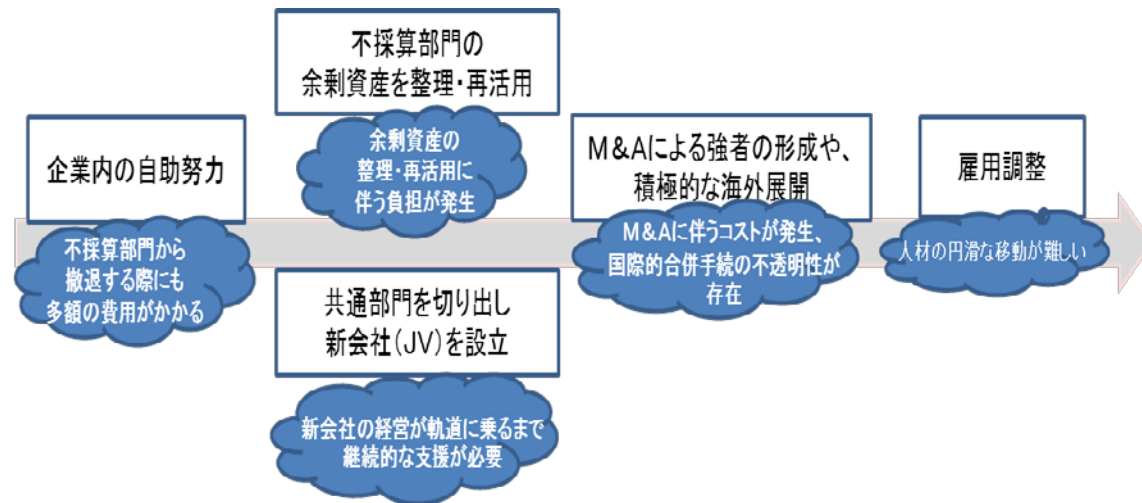 企業内の自助努力
不採算部門から
撤退する際にも
多額の費用がかかる
不採算部門の
余剰資産を整理・再活用
余剰資産の
整理・再活用に
伴う負担が発生
共通部門を切り出し
新会社(JV)を設立
新会社の経営が軌道に乗るまで
継続的な支援が必要
M&Aによる強者の形成や、
積極的な海外展開
M&Aに伴うコストが発生、
国際的合併手続の不透明性が
存在
雇用調整
人材の円滑な移動が難しい